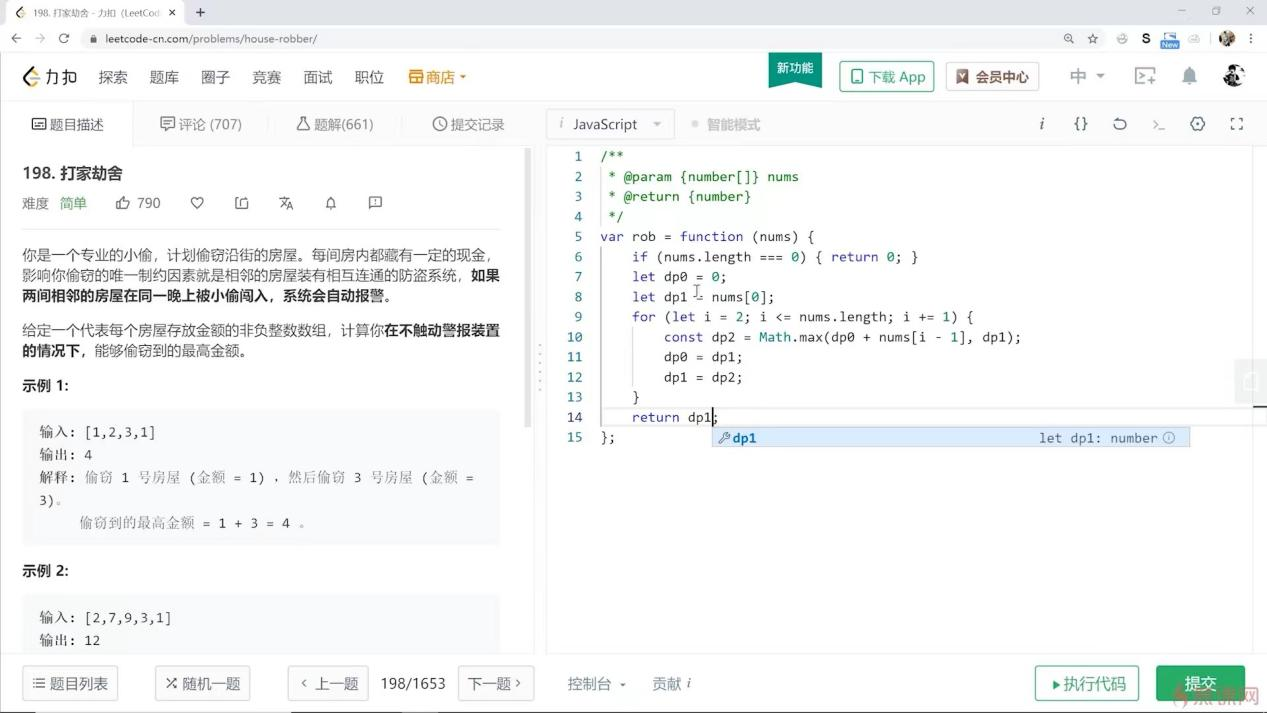 198. 打家劫舍 - 力扣（LeetCod
leetcode-cn.com/problems/house-robber/
S
New
力扣 探索 题库 圈子 竞赛 面试 职位 商店 新功能 下载 App 会员中心 中
题目描述 评论 (707) 题解(661) 提交记录
i JavaScript 智能模式 i {}
198. 打家劫舍
难度 简单 790
你是一个专业的小偷，计划偷窃沿街的房屋。每间房内都藏有一定的现金，
影响你偷窃的唯一制约因素就是相邻的房屋装有相互连通的防盗系统，如果
两间相邻的房屋在同一晚上被小偷闯入，系统会自动报警。
给定一个代表每个房屋存放金额的非负整数数组，计算你在不触动警报装置
的情况下，能够偷窃到的最高金额。
示例 1:
输入: [1,2,3,1]
输出: 4
解释: 偷窃 1 号房屋 (金额 = 1) ，然后偷窃 3 号房屋 (金额 =
3)。
偷窃到的最高金额 = 1 + 3 = 4 。
示例 2:
输入: [2,7,9,3,1]
输出: 12
1 /**
2 * @param {number[]} nums
3 * @return {number}
4 */
5 var rob = function (nums) {
6 if (nums.length === 0) { return 0; }
7 let dp0 = 0;
8 let dp1 = nums[0];
9 for (let i = 2; i <= nums.length; i += 1) {
10 const dp2 = Math.max(dp0 + nums[i - 1], dp1);
11 dp0 = dp1;
12 dp1 = dp2;
13 }
14 return dp1;
15 };
dp1 let dp1: number
题目列表 随机一题 上一题 198/1653 下一题 控制台 贡献 i 执行代码 提交